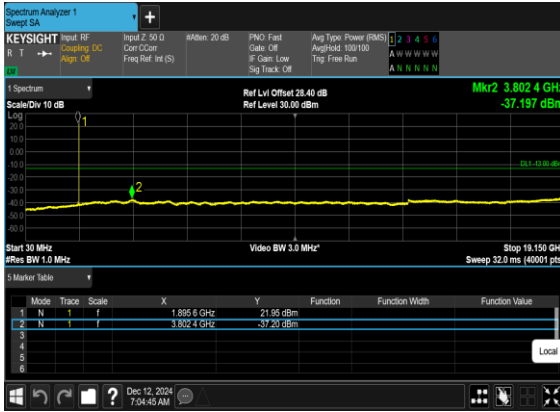 Spectrum Analyzer 1
Swept SA
+
KEYSIGHT
R T
Input: RF
Coupling: DC
Align: Off
Input Z: 50 Ω
Corr CCorr
Freq Ref: Int (S)
#Atten: 20 dB
PNO: Fast
Gate: Off
IF Gain: Low
Sig Track: Off
Avg Type: Power (RMS)
Avg|Hold: 100/100
Trig: Free Run
1 2 3 4 5 6
A W W W W W
A N N N N N
1 Spectrum
Scale/Div 10 dB
Ref Lvl Offset 28.40 dB
Ref Level 30.00 dBm
Mkr2 3.802 4 GHz
-37.197 dBm
Log
20.0
10.0
0.00
-10.0
-20.0
-30.0
-40.0
-50.0
-60.0
1
2
DL1 -13.00 dBm
Start 30 MHz
#Res BW 1.0 MHz
Video BW 3.0 MHz*
Stop 19.150 GHz
Sweep 32.0 ms (40001 pts)
5 Marker Table
Mode Trace Scale X Y Function Function Width Function Value
1 N 1 f 1.895 6 GHz 21.95 dBm
2 N 1 f 3.802 4 GHz -37.20 dBm
3
4
5
6
Local
?
Dec 12, 2024
7:04:45 AM